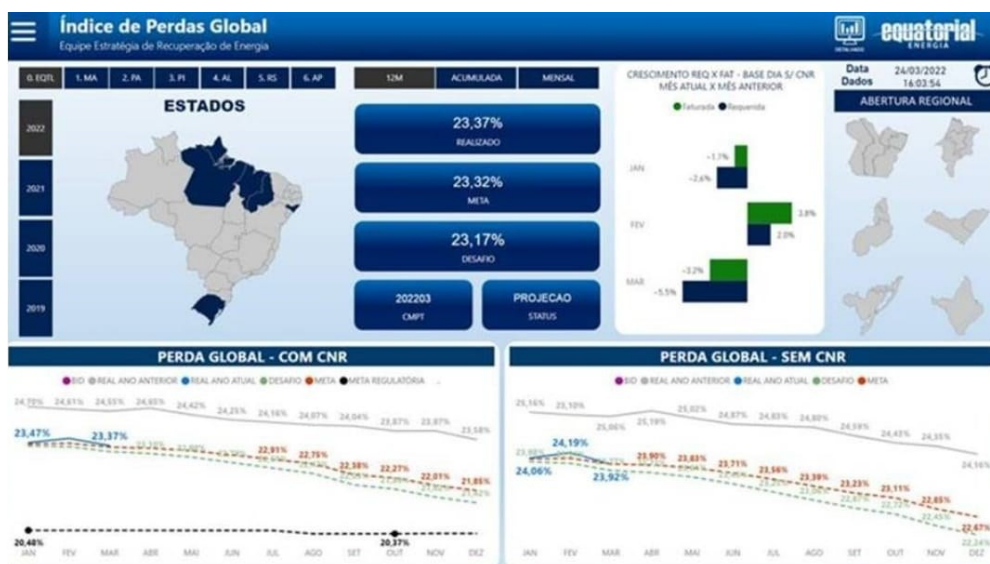 Índice de Perdas Global
Equipe Estratégia de Recuperação de Energia
DETALHADO
equatorial
ENERGIA
0. EQTL 1. MA 2. PA 3. PI 4. AL 5. RS 6. AP
12M ACUMULADA MENSAL
ESTADOS
2022
2021
2020
2019
23,37%
REALIZADO
23,32%
META
23,17%
DESAFIO
202203
CMPT
PROJECAO
STATUS
CRESCIMENTO REQ X FAT - BASE DIA S/ CNR
MÊS ATUAL X MÊS ANTERIOR
Faturada Requerida
JAN
-1.1%
-2,6%
FEV
3.8%
2.0%
MAR
-3.2%
-5.5%
Data
Dados
24/03/2022
16:03:54
ABERTURA REGIONAL
PERDA GLOBAL - COM CNR
BID REAL ANO ANTERIOR REAL ANO ATUAL DESAFIO META META REGULATÓRIA
24,79% 24,61% 24,55% 24,65% 24,42% 24,25% 24,16% 24,07% 24,04% 23,87% 23,97% 23,58%
23,47% 23,37%
22,91% 22,75% 22,38% 22,27% 22,01% 21,85%
20,48% 20,37%
JAN FEV MAR ABR MAI JUN JUL AGO SET OUT NOV DEZ
PERDA GLOBAL - SEM CNR
BID REAL ANO ANTERIOR REAL ANO ATUAL DESAFIO META
25,16% 25,10% 25,06% 25,19% 25,02% 24,97% 24,83% 24,80% 24,58% 24,43% 24,35% 24,16%
24,06% 24,19% 23,92%
23,90% 23,83% 23,71% 23,56% 23,39% 23,23% 23,11% 22,85% 22,67%
22,45% 22,24%
JAN FEV MAR ABR MAI JUN JUL AGO SET OUT NOV DEZ